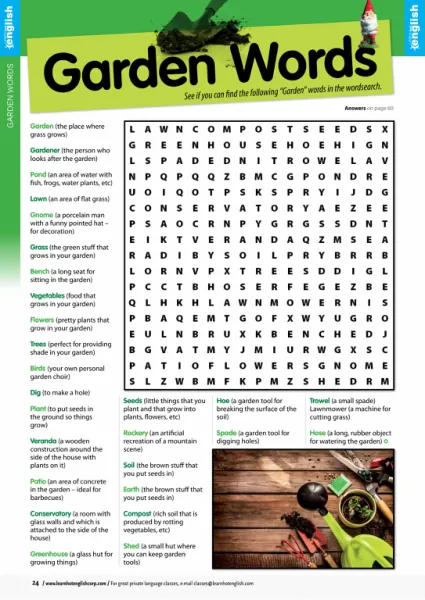 english
english
GARDEN WORDS
Garden Words
See if you can find the following "Garden" words in the wordsearch.
Answers on page 60
Garden (the place where
grass grows)
Gardener (the person who
looks after the garden)
Pond (an area of water with
fish, frogs, water plants, etc)
Lawn (an area of flat grass)
Gnome (a porcelain man
with a funny pointed hat –
for decoration)
Grass (the green stuff that
grows in your garden)
Bench (a long seat for
sitting in the garden)
Vegetables (food that
grows in your garden)
Flowers (pretty plants that
grow in your garden)
Trees (perfect for providing
shade in your garden)
Birds (your own personal
garden choir)
Dig (to make a hole)
Plant (to put seeds in
the ground so things
grow)
Veranda (a wooden
construction around the
side of the house with
plants on it)
Patio (an area of concrete
in the garden – ideal for
barbecues)
Conservatory (a room with
glass walls and which is
attached to the side of the
house)
Greenhouse (a glass hut for
growing things)
L A W N C O M P O S T S E E D S X
G R E E N H O U S E H O E H I G N
L S P A D E D N I T R O W E L A V
N P Q P Q Q Z B M C G P O N D R E
U O I Q O T P S K S P R Y I J D G
C O N S E R V A T O R Y A E Z E E
P S A O C R N P Y G R G S S D N T
E I K T V E R A N D A Q Z M S E A
R A D I B Y S O I L P R Y B R R B
L O R N V P X T R E E S D D I G L
P C C T B H O S E R F E G E Z B E
Q L H K H L A W N M O W E R N I S
P B A Q E M T G O F X W Y U G R O
E U L N B R U X K B E N C H E D J
B G V A T M Y J M I U R W G X S C
P A T I O F L O W E R S G N O M E
S L Z W B M F K P M Z S H E D R M
Seeds (little things that you
plant and that grow into
plants, flowers, etc)
Rockery (an artificial
recreation of a mountain
scene)
Soil (the brown stuff that
you put seeds in)
Earth (the brown stuff that
you put seeds in)
Compost (rich soil that is
produced by rotting
vegetables, etc)
Shed (a small hut where
you can keep garden
tools)
Hoe (a garden tool for
breaking the surface of the
soil)
Spade (a garden tool for
digging holes)
Trowel (a small spade)
Lawnmower (a machine for
cutting grass)
Hose (a long, rubber object
for watering the garden)
24 / www.learnhotenglish.com / For great private language classes, e-mail classes@learnhotenglish.com